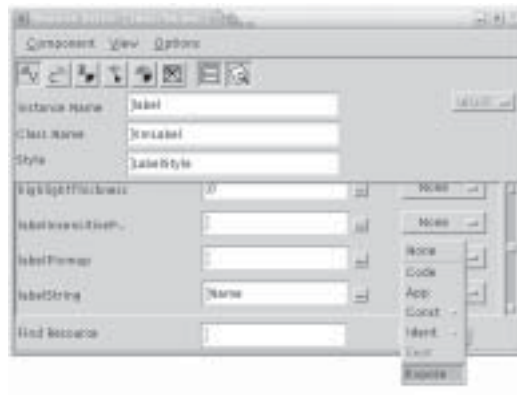 Component View Options
Instance Name label
Class Name XmLabel
Style LabelStyle
highlightThickness 0 None
labelInsensitiveP.. None
labelPixmap
labelString Name
Find Resource
None
Code
App
Const
Ident
Expose